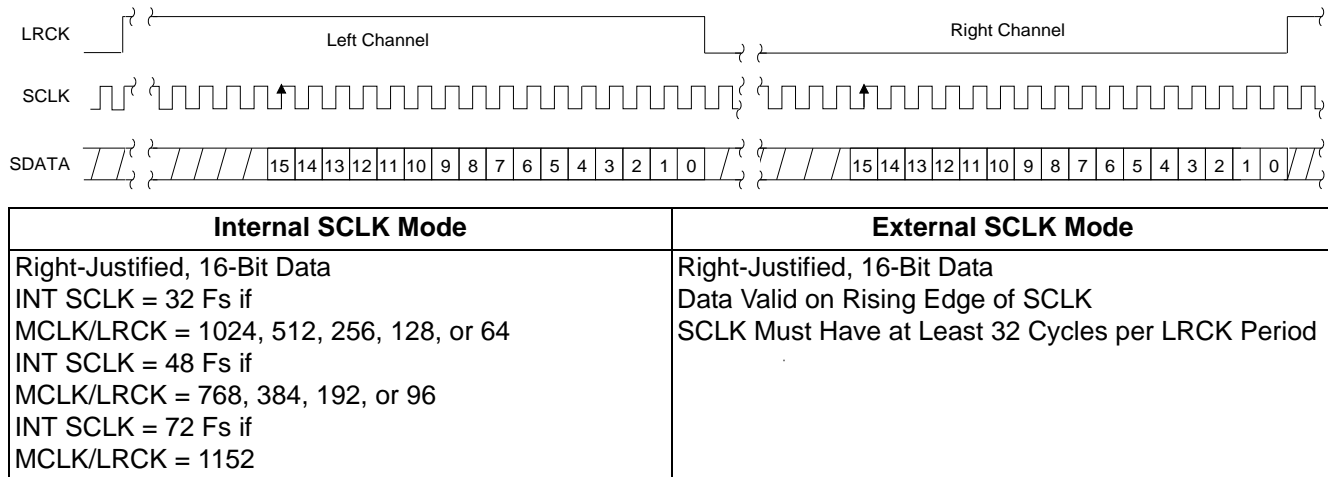 LRCK
Left Channel
Right Channel
SCLK
SDATA
15 14 13 12 11 10 9 8 7 6 5 4 3 2 1 0
15 14 13 12 11 10 9 8 7 6 5 4 3 2 1 0
Internal SCLK Mode
Right-Justified, 16-Bit Data
INT SCLK = 32 Fs if
MCLK/LRCK = 1024, 512, 256, 128, or 64
INT SCLK = 48 Fs if
MCLK/LRCK = 768, 384, 192, or 96
INT SCLK = 72 Fs if
MCLK/LRCK = 1152
External SCLK Mode
Right-Justified, 16-Bit Data
Data Valid on Rising Edge of SCLK
SCLK Must Have at Least 32 Cycles per LRCK Period